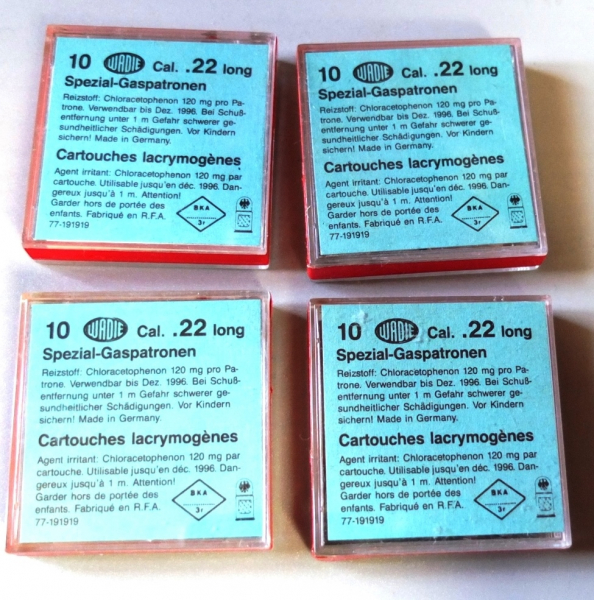 10 WADIE Cal. .22 long
Spezial-Gaspatronen
Reizstoff: Chloracetophenon 120 mg pro Pa-
trone. Verwendbar bis Dez. 1996. Bei Schuß-
entfernung unter 1 m Gefahr schwerer ge-
sundheitlicher Schädigungen. Vor Kindern
sichern! Made in Germany.
Cartouches lacrymogènes
Agent irritant: Chloracetophenon 120 mg par
cartouche. Utilisable jusqu'en déc. 1996. Dan-
gereux jusqu'à 1 m. Attention!
Garder hors de portée des
enfants. Fabriqué en R.F.A.
77-191919
BKA
3r
10 WADIE Cal. .22 long
Spezial-Gaspatronen
Reizstoff: Chloracetophenon 120 mg pro Pa-
trone. Verwendbar bis Dez. 1996. Bei Schuß-
entfernung unter 1 m Gefahr schwerer ge-
sundheitlicher Schädigungen. Vor Kindern
sichern! Made in Germany.
Cartouches lacrymogènes
Agent irritant: Chloracetophenon 120 mg par
cartouche. Utilisable jusqu'en déc. 1996. Dan-
gereux jusqu'à 1 m. Attention!
Garder hors de portée des
enfants. Fabriqué en R.F.A.
77-191919
BKA
3r
10 WADIE Cal. .22 long
Spezial-Gaspatronen
Reizstoff: Chloracetophenon 120 mg pro Pa-
trone. Verwendbar bis Dez. 1996. Bei Schuß-
entfernung unter 1 m Gefahr schwerer ge-
sundheitlicher Schädigungen. Vor Kindern
sichern! Made in Germany.
Cartouches lacrymogènes
Agent irritant: Chloracetophenon 120 mg par
cartouche. Utilisable jusqu'en déc. 1996. Dan-
gereux jusqu'à 1 m. Attention!
Garder hors de portée des
enfants. Fabriqué en R.F.A.
77-191919
BKA
3r
10 WADIE Cal. .22 long
Spezial-Gaspatronen
Reizstoff: Chloracetophenon 120 mg pro Pa-
trone. Verwendbar bis Dez. 1996. Bei Schuß-
entfernung unter 1 m Gefahr schwerer ge-
sundheitlicher Schädigungen. Vor Kindern
sichern! Made in Germany.
Cartouches lacrymogènes
Agent irritant: Chloracetophenon 120 mg par
cartouche. Utilisable jusqu'en déc. 1996. Dan-
gereux jusqu'à 1 m. Attention!
Garder hors de portée des
enfants. Fabriqué en R.F.A.
77-191919
BKA
3r